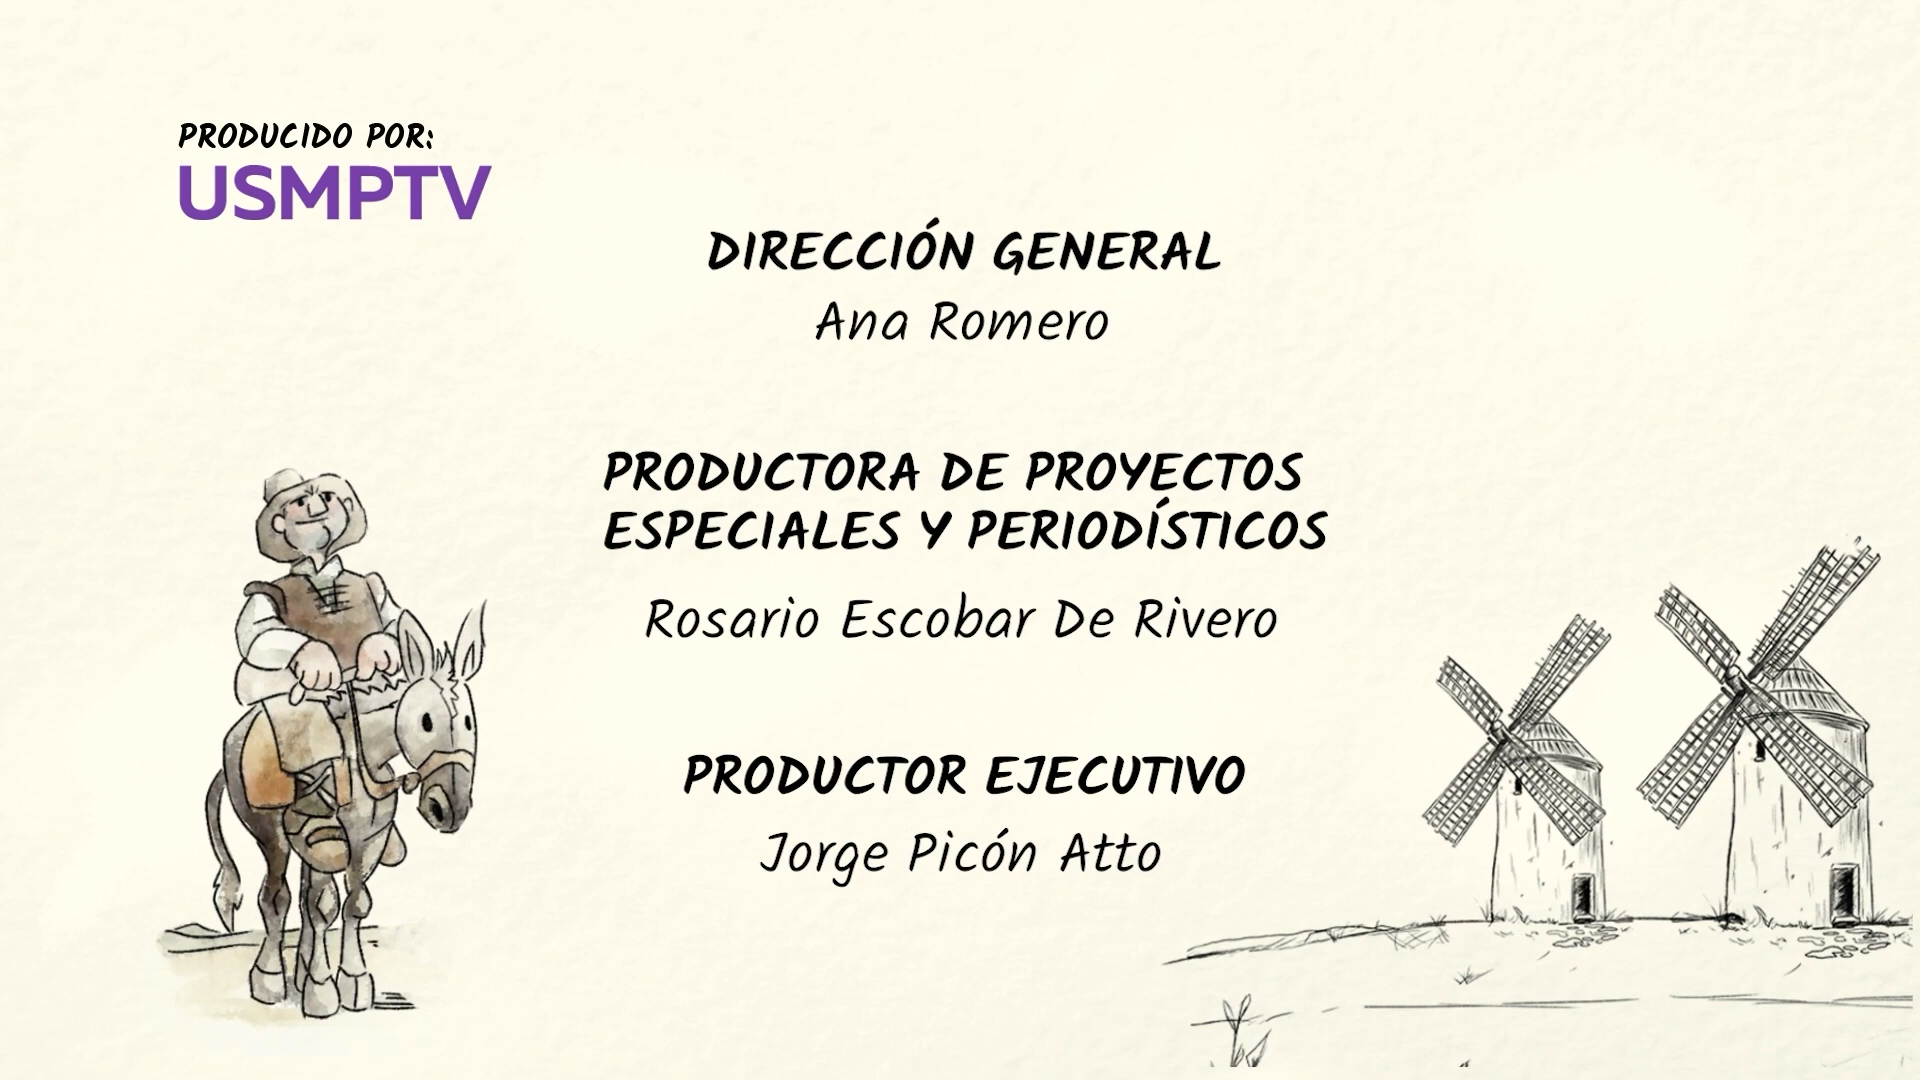 PRODUCIDO POR:
USMPTV
DIRECCIÓN GENERAL
Ana Romero
PRODUCTORA DE PROYECTOS
ESPECIALES Y PERIODÍSTICOS
Rosario Escobar De Rivero
PRODUCTOR EJECUTIVO
Jorge Picón Atto